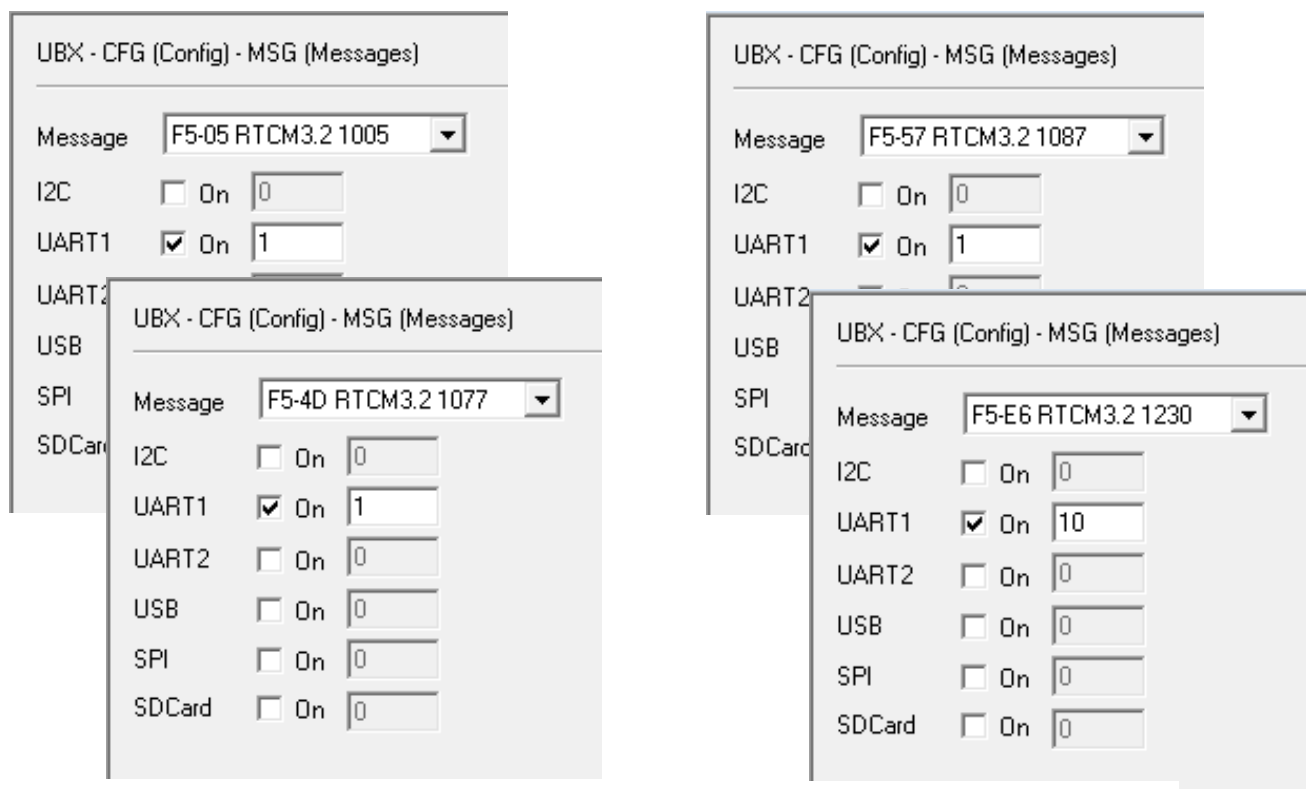 UBX - CFG (Config) - MSG (Messages)
Message F5-05 RTCM3.2 1005
I2C On 0
UART1 On 1
UART2
USB
SPI
UBX - CFG (Config) - MSG (Messages)
Message F5-4D RTCM3.2 1077
I2C On 0
UART1 On 1
UART2 On 0
USB On 0
SPI On 0
SDCard On 0
UBX - CFG (Config) - MSG (Messages)
Message F5-57 RTCM3.2 1087
I2C On 0
UART1 On 1
UART2
USB
SPI
UBX - CFG (Config) - MSG (Messages)
Message F5-E6 RTCM3.2 1230
I2C On 0
UART1 On 10
UART2 On 0
USB On 0
SPI On 0
SDCard On 0